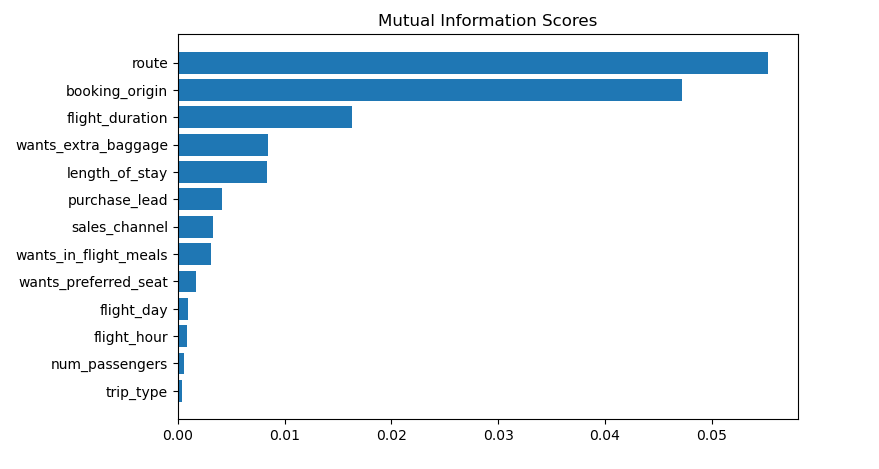 Mutual Information Scores
route
booking_origin
flight_duration
wants_extra_baggage
length_of_stay
purchase_lead
sales_channel
wants_in_flight_meals
wants_preferred_seat
flight_day
flight_hour
num_passengers
trip_type
0.00 0.01 0.02 0.03 0.04 0.05